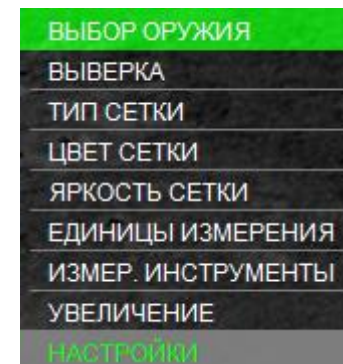 ВЫБОР ОРУЖИЯ
ВЫВЕРКА
ТИП СЕТКИ
ЦВЕТ СЕТКИ
ЯРКОСТЬ СЕТКИ
ЕДИНИЦЫ ИЗМЕРЕНИЯ
ИЗМЕР. ИНСТРУМЕНТЫ
УВЕЛИЧЕНИЕ
НАСТРОЙКИ